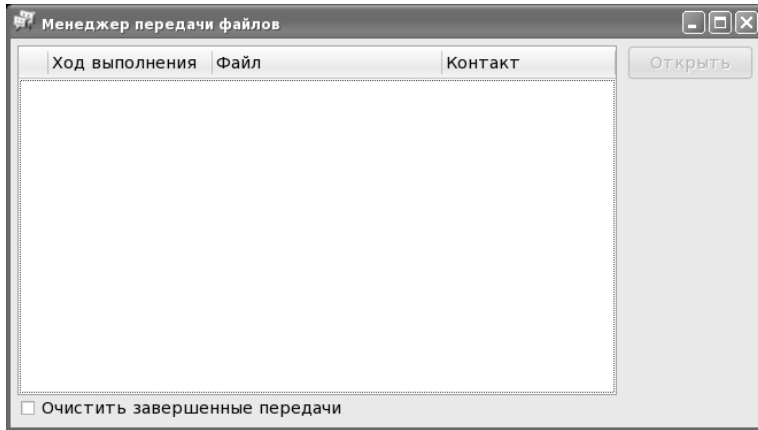 Менеджер передачи файлов
Ход выполнения Файл Контакт
Открыть
Очистить завершенные передачи